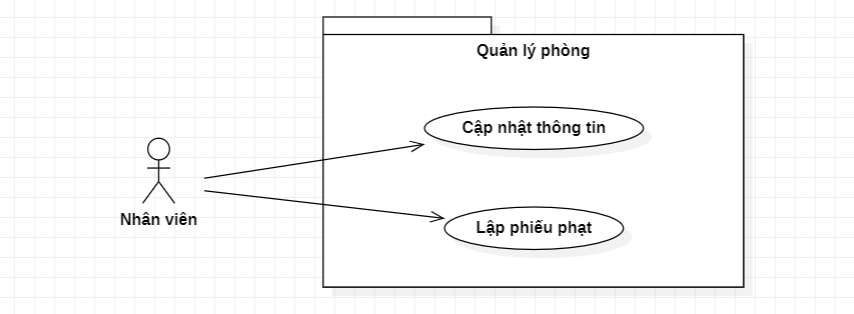 Quản lý phòng
Cập nhật thông tin
Nhân viên
Lập phiếu phạt